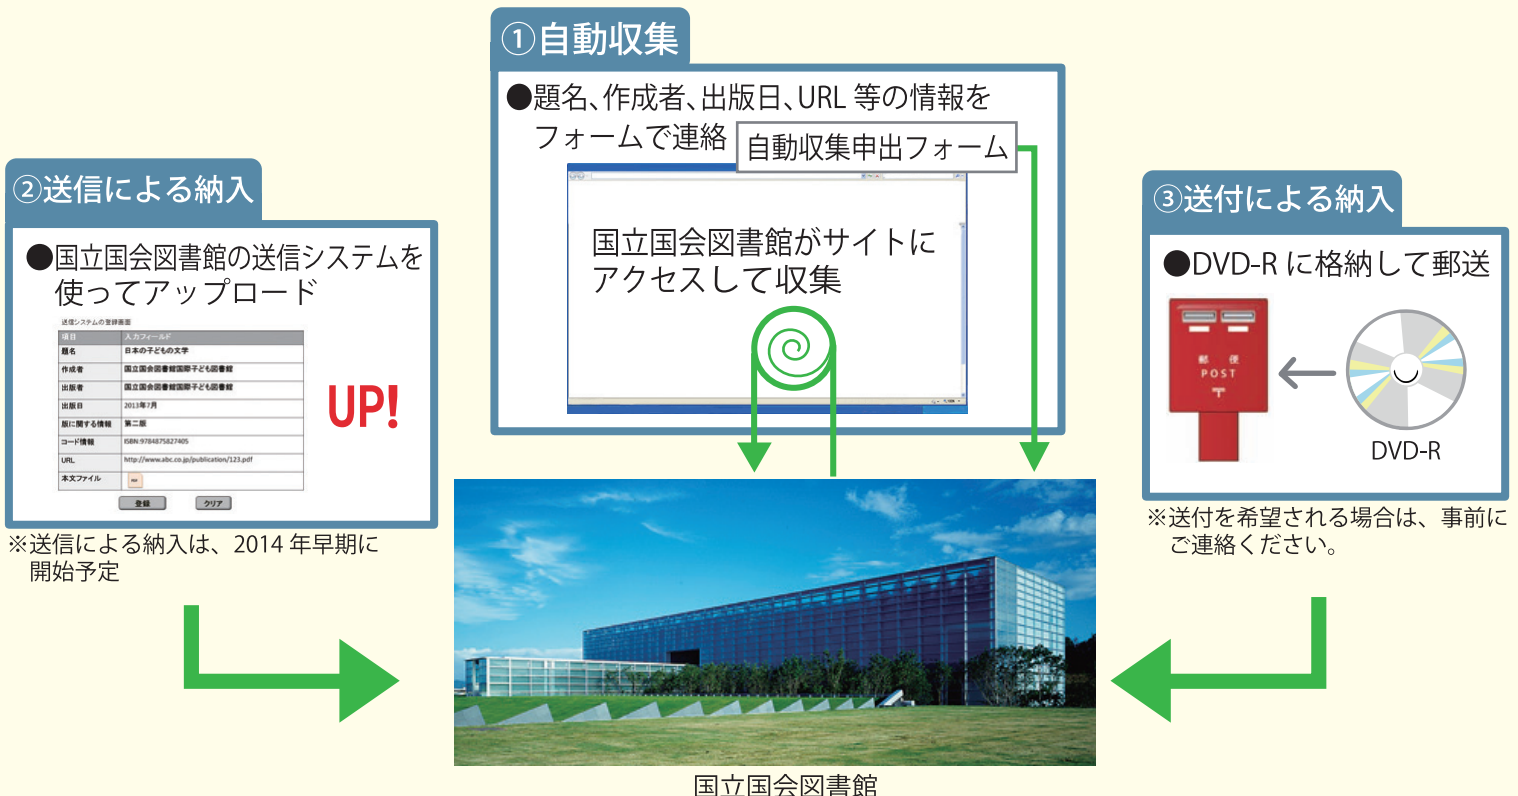 ①自動収集
●題名、作成者、出版日、URL 等の情報を
フォームで連絡
自動収集申出フォーム
国立国会図書館がサイトに
アクセスして収集
②送信による納入
●国立国会図書館の送信システムを
使ってアップロード
送信システムの登録画面
項目 入力フィールド
題名 日本の子どもの文学
作成者 国立国会図書館国際子ども図書館
出版者 国立国会図書館国際子ども図書館
出版日 2013年7月
版に関する情報 第二版
コード情報 ISBN:9784875827405
URL http://www.abc.co.jp/publication/123.pdf
本文ファイル
登録 クリア
UP!
※送信による納入は、2014 年早期に
開始予定
③送付による納入
●DVD-R に格納して郵送
郵 便
POST
〒
DVD-R
※送付を希望される場合は、事前に
ご連絡ください。
国立国会図書館